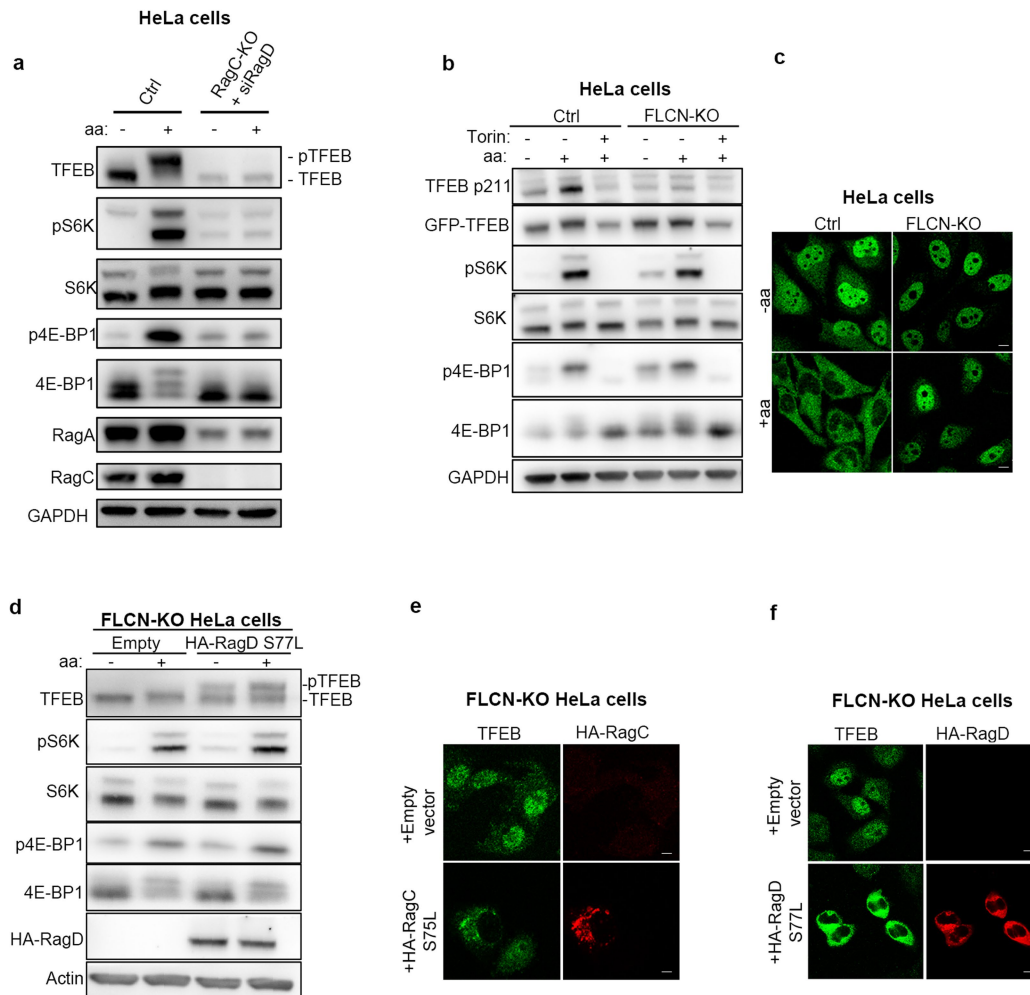 HeLa cells
a
Ctrl
RagC-KO
+ siRagD
aa: - + - +
TFEB
- pTFEB
- TFEB
pS6K
S6K
p4E-BP1
4E-BP1
RagA
RagC
GAPDH
b
HeLa cells
Ctrl FLCN-KO
Torin: - - + - - +
aa: - + + - + +
TFEB p211
GFP-TFEB
pS6K
S6K
p4E-BP1
4E-BP1
GAPDH
c
HeLa cells
Ctrl FLCN-KO
-aa
+aa
d
FLCN-KO HeLa cells
Empty HA-RagD S77L
aa: - + - +
TFEB
-pTFEB
-TFEB
pS6K
S6K
p4E-BP1
4E-BP1
HA-RagD
Actin
e
FLCN-KO HeLa cells
TFEB HA-RagC
+Empty
vector
+HA-RagC
S75L
f
FLCN-KO HeLa cells
TFEB HA-RagD
+Empty
vector
+HA-RagD
S77L